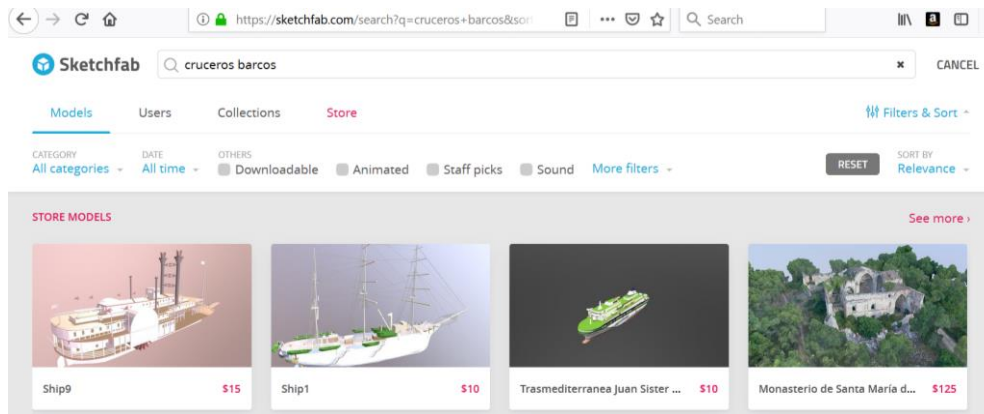 https://sketchfab.com/search?q=cruceros+barcos&sor
Search
Sketchfab
cruceros barcos
CANCEL
Models Users Collections Store Filters & Sort
CATEGORY DATE OTHERS SORT BY
All categories All time Downloadable Animated Staff picks Sound More filters RESET Relevance
STORE MODELS See more ›
Ship9 $15 Ship1 $10 Trasmediterranea Juan Sister ... $10 Monasterio de Santa María d... $125